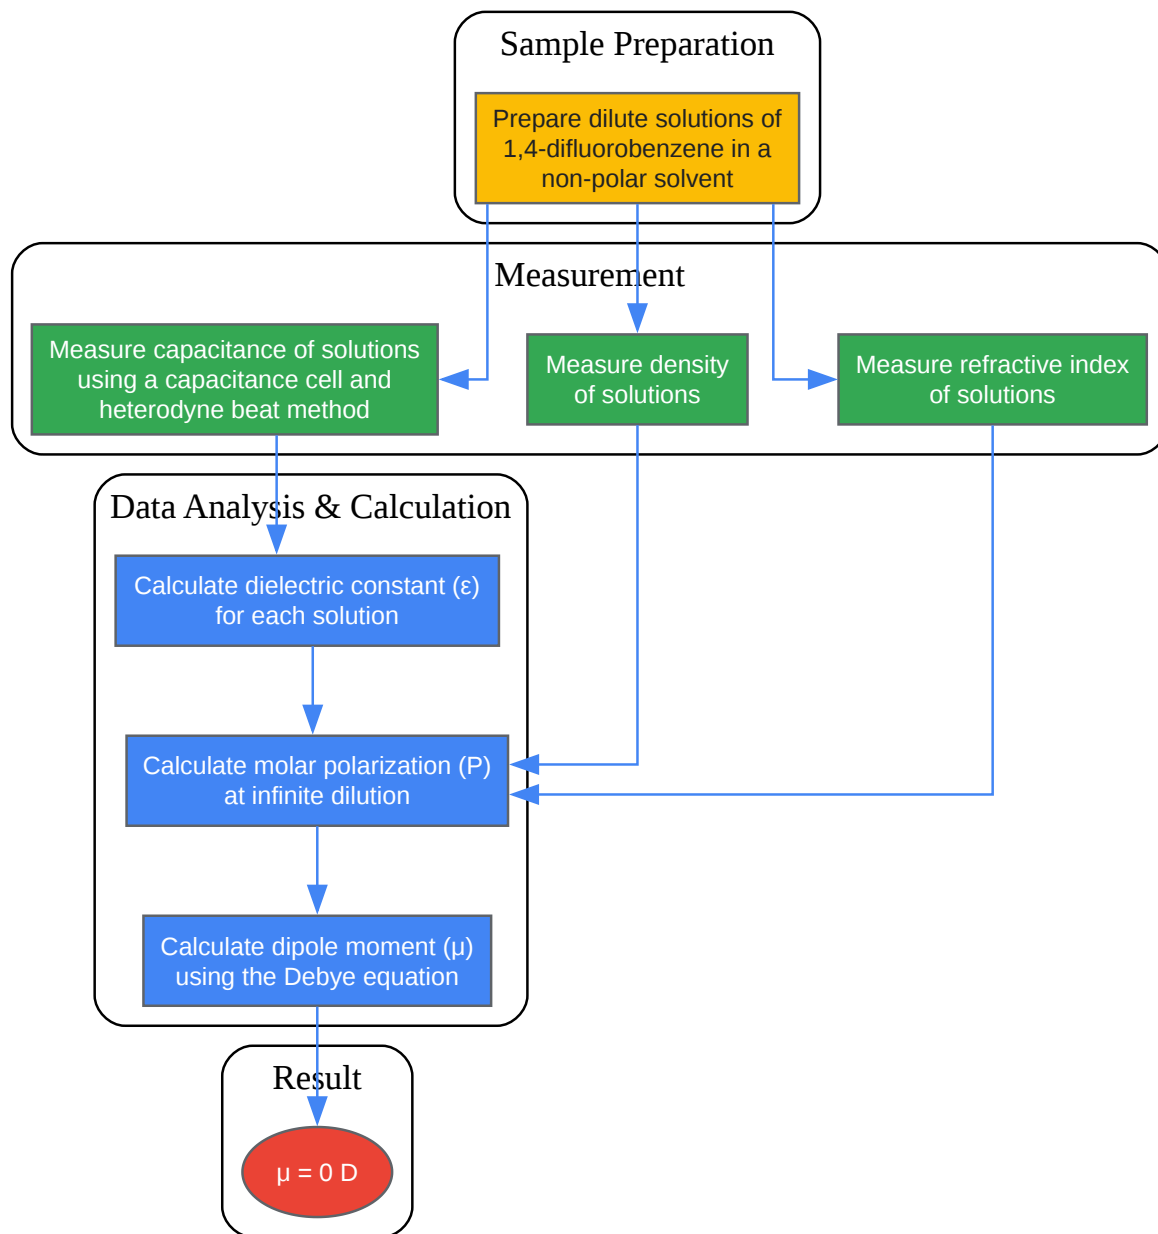 Sample Preparation
Prepare dilute solutions of
1,4-difluorobenzene in a
non-polar solvent
Measurement
Measure capacitance of solutions
using a capacitance cell and
heterodyne beat method
Measure density
of solutions
Measure refractive index
of solutions
Data Analysis & Calculation
Calculate dielectric constant (ε)
for each solution
Calculate molar polarization (P)
at infinite dilution
Calculate dipole moment (μ)
using the Debye equation
Result
μ = 0 D